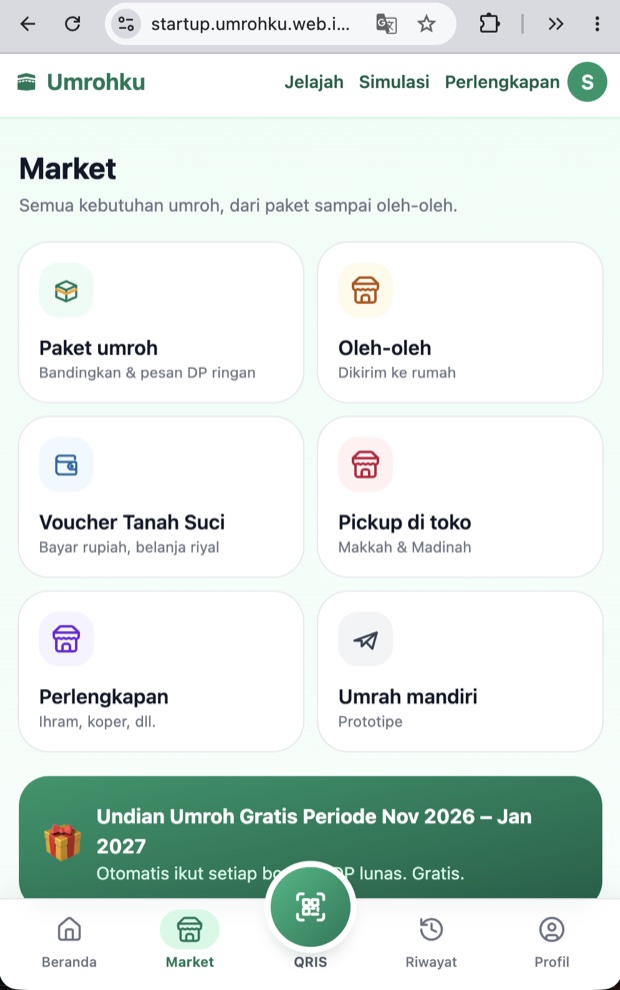 startup.umrohku.web.i...
Umrohku
Jelajah Simulasi Perlengkapan S
Market
Semua kebutuhan umroh, dari paket sampai oleh-oleh.
Paket umroh
Bandingkan & pesan DP ringan
Oleh-oleh
Dikirim ke rumah
Voucher Tanah Suci
Bayar rupiah, belanja riyal
Pickup di toko
Makkah & Madinah
Perlengkapan
Ihram, koper, dll.
Umrah mandiri
Prototipe
Undian Umroh Gratis Periode Nov 2026 – Jan
2027
Otomatis ikut setiap lunas. Gratis.
Beranda
Market
QRIS
Riwayat
Profil